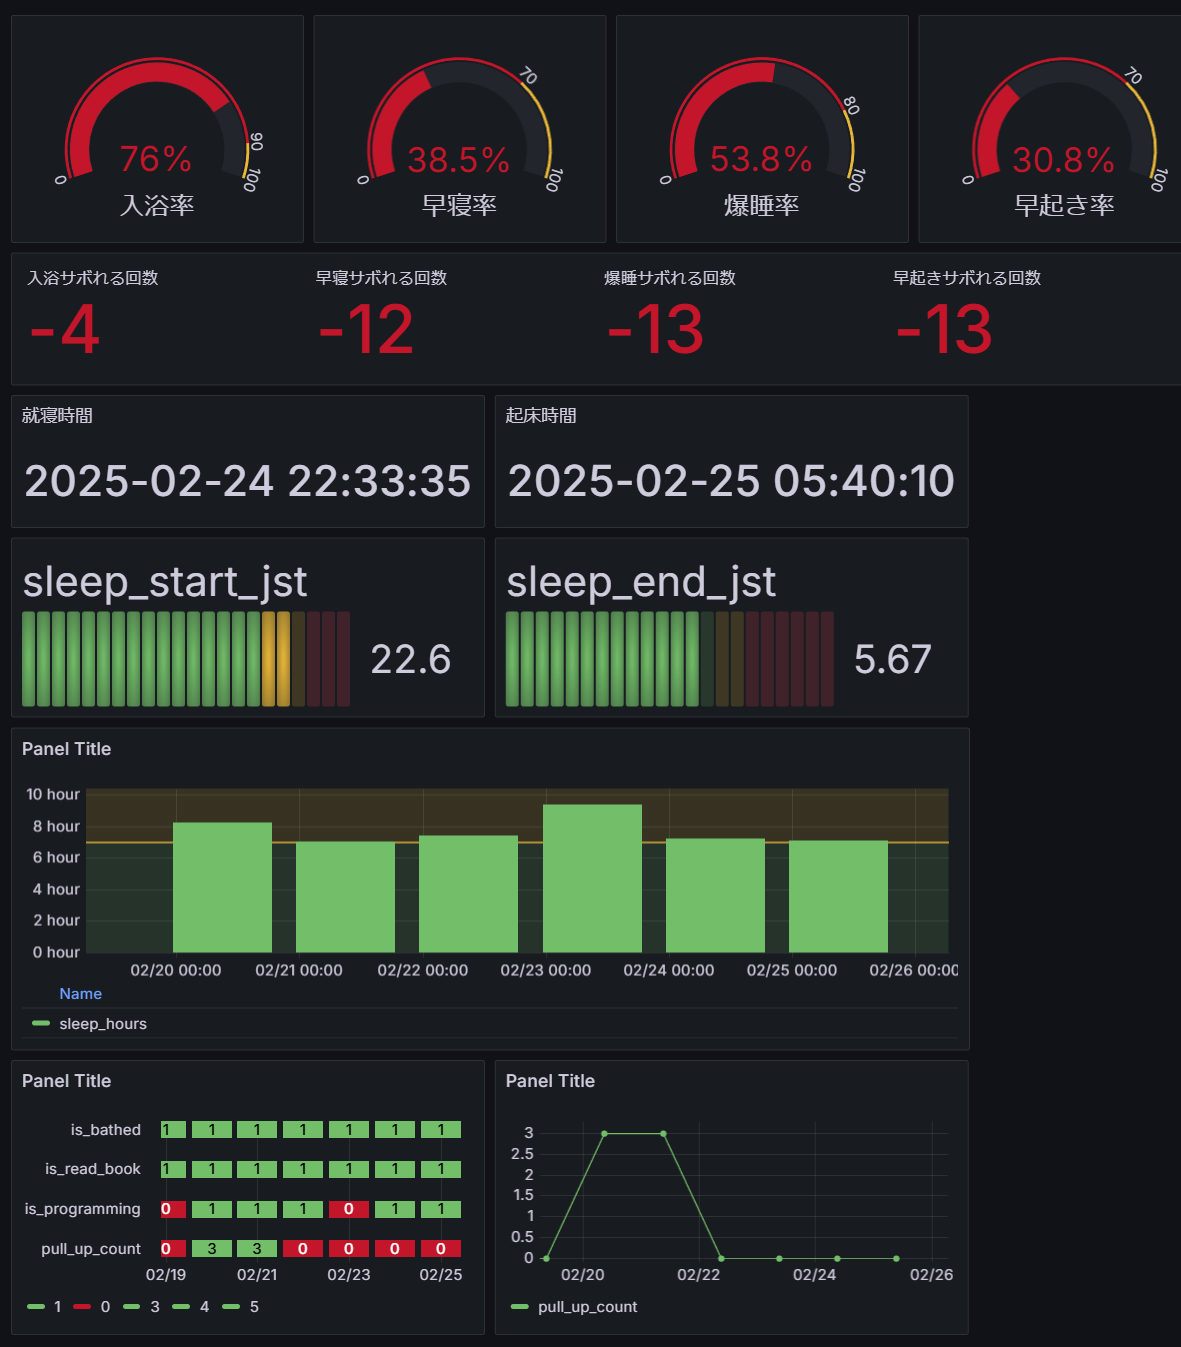 0 76% 90 100
入浴率
0 38.5% 70 100
早寝率
0 53.8% 80 100
爆睡率
0 30.8% 70 100
早起き率
入浴サボれる回数
-4
早寝サボれる回数
-12
爆睡サボれる回数
-13
早起きサボれる回数
-13
就寝時間
2025-02-24 22:33:35
起床時間
2025-02-25 05:40:10
sleep_start_jst
22.6
sleep_end_jst
5.67
Panel Title
10 hour
8 hour
6 hour
4 hour
2 hour
0 hour
02/20 00:00 02/21 00:00 02/22 00:00 02/23 00:00 02/24 00:00 02/25 00:00 02/26 00:00
Name
sleep_hours
Panel Title
is_bathed 1 1 1 1 1 1 1
is_read_book 1 1 1 1 1 1 1
is_programming 0 1 1 1 0 1 1
pull_up_count 0 3 3 0 0 0 0
02/19 02/21 02/23 02/25
1 0 3 4 5
Panel Title
3
2.5
2
1.5
1
0.5
0
02/20 02/22 02/24 02/26
pull_up_count